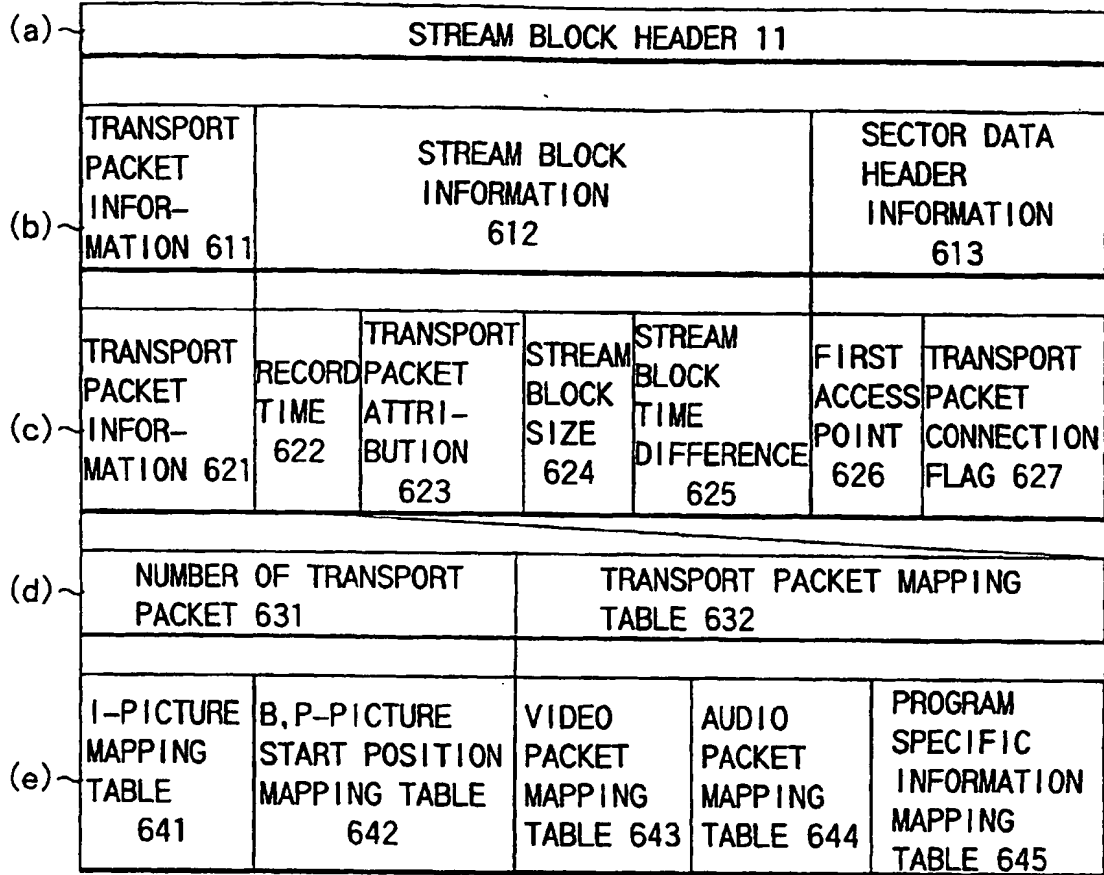 (a)~
STREAM BLOCK HEADER 11
(b)~
TRANSPORT
PACKET
INFOR-
MATION 611
STREAM BLOCK
INFORMATION
612
SECTOR DATA
HEADER
INFORMATION
613
(c)~
TRANSPORT
PACKET
INFOR-
MATION 621
RECORD
TIME
622
TRANSPORT
PACKET
ATTRI-
BUTION
623
STREAM
BLOCK
SIZE
624
STREAM
BLOCK
TIME
DIFFERENCE
625
FIRST
ACCESS
POINT
626
TRANSPORT
PACKET
CONNECTION
FLAG 627
(d)~
NUMBER OF TRANSPORT
PACKET 631
TRANSPORT PACKET MAPPING
TABLE 632
(e)~
I-PICTURE
MAPPING
TABLE
641
B,P-PICTURE
START POSITION
MAPPING TABLE
642
VIDEO
PACKET
MAPPING
TABLE 643
AUDIO
PACKET
MAPPING
TABLE 644
PROGRAM
SPECIFIC
INFORMATION
MAPPING
TABLE 645